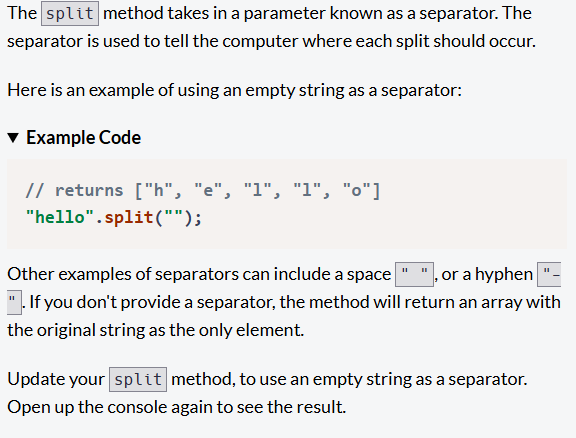 The split method takes in a parameter known as a separator. The
separator is used to tell the computer where each split should occur.
Here is an example of using an empty string as a separator:
▼ Example Code
// returns ["h", "e", "l", "l", "o"]
"hello".split("");
Other examples of separators can include a space " ", or a hyphen "-
". If you don't provide a separator, the method will return an array with
the original string as the only element.
Update your split method, to use an empty string as a separator.
Open up the console again to see the result.